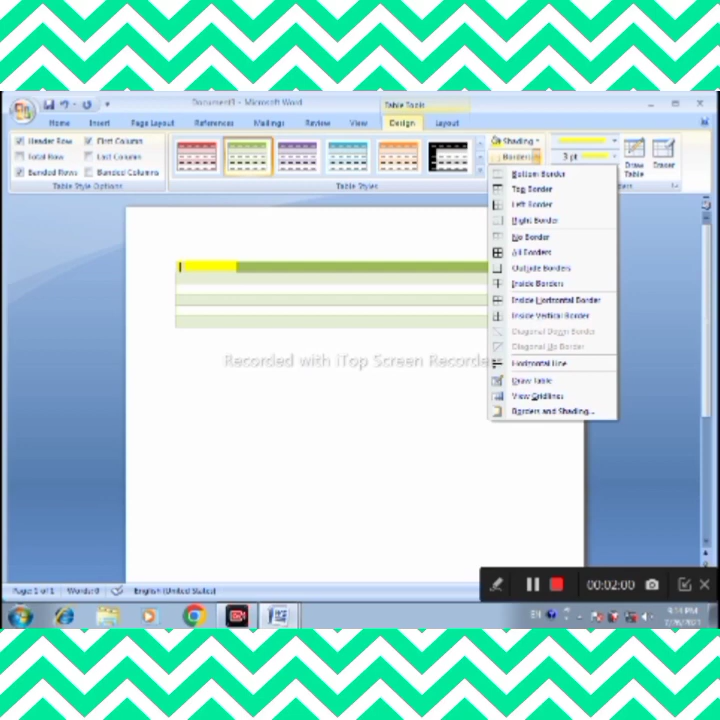 Document1 - Microsoft Word
Table Tools
Home Insert Page Layout References Mailings Review View Design Layout
Header Row First Column
Total Row Last Column
Banded Rows Banded Columns
Table Style Options
Table Styles
Shading
Borders
3 pt
Draw Table
Eraser
Bottom Border
Top Border
Left Border
Right Border
No Border
All Borders
Outside Borders
Inside Borders
Inside Horizontal Border
Inside Vertical Border
Diagonal Down Border
Diagonal Up Border
Horizontal Line
Draw Table
View Gridlines
Borders and Shading...
Recorded with iTop Screen Recorder
00:02:00
Page: 1 of 1 Words: 0 English (United States)
EN
9:14 PM